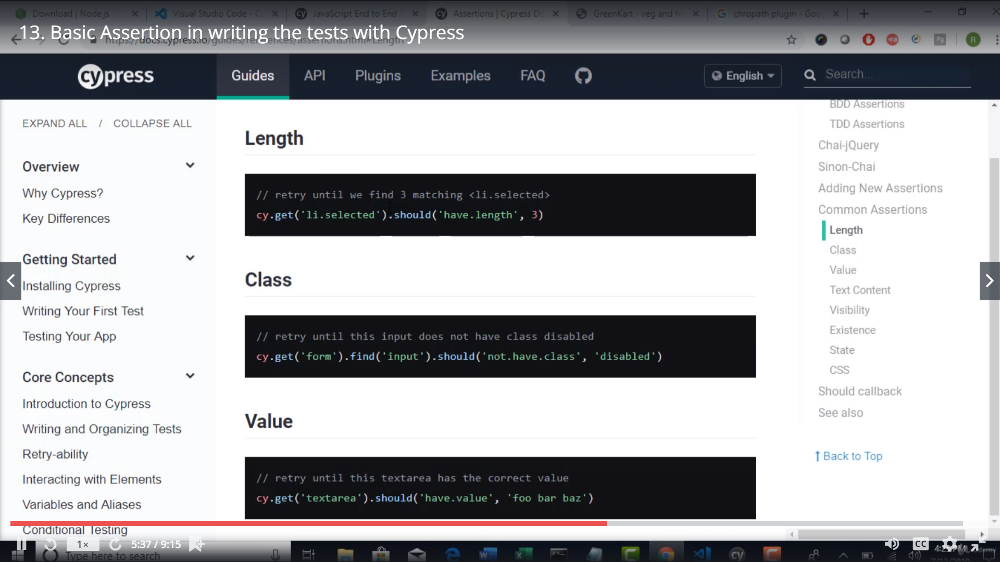 Download | Node.js
Visual Studio Code - C
JavaScript End to End T
Assertions | Cypress Do
GreenKart - veg and fru
chropath plugin - Goog
13. Basic Assertion in writing the tests with Cypress
https://docs.cypress.io/guides/references/assertions.html#Length
Pg
R
cypress
Guides
API
Plugins
Examples
FAQ
English
Search...
EXPAND ALL / COLLAPSE ALL
Overview
Why Cypress?
Key Differences
Getting Started
Installing Cypress
Writing Your First Test
Testing Your App
Core Concepts
Introduction to Cypress
Writing and Organizing Tests
Retry-ability
Interacting with Elements
Variables and Aliases
Conditional Testing
Length
// retry until we find 3 matching <li.selected>
cy.get('li.selected').should('have.length', 3)
Class
// retry until this input does not have class disabled
cy.get('form').find('input').should('not.have.class', 'disabled')
Value
// retry until this textarea has the correct value
cy.get('textarea').should('have.value', 'foo bar baz')
BDD Assertions
TDD Assertions
Chai-jQuery
Sinon-Chai
Adding New Assertions
Common Assertions
Length
Class
Value
Text Content
Visibility
Existence
State
CSS
Should callback
See also
Back to Top
1×
5:37 / 9:15
CC
Type here to search